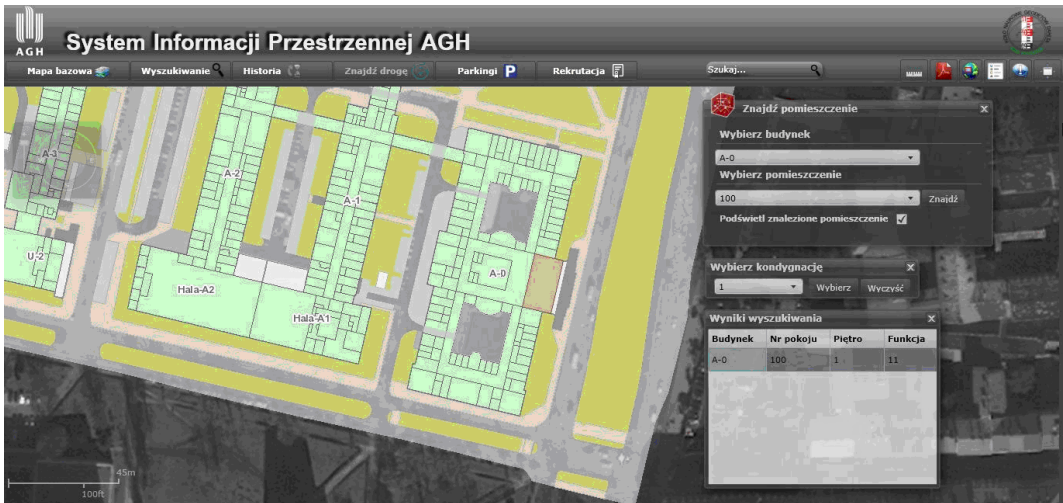 AGH
System Informacji Przestrzennej AGH
Mapa bazowa Wyszukiwanie Historia Znajdź drogę Parkingi P Rekrutacja Szukaj...
Znajdź pomieszczenie x
Wybierz budynek
A-0
Wybierz pomieszczenie
100 Znajdź
Podświetl znalezione pomieszczenie
Wybierz kondygnację x
1 Wybierz Wyczyść
Wyniki wyszukiwania x
Budynek Nr pokoju Piętro Funkcja
A-0 100 1 11
A-3
A-2
A-1
U-2
A-0
Hala-A2
Hala-A1
45m
100ft